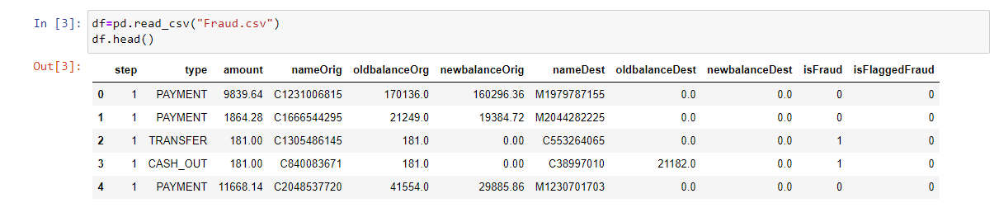 In [3]: df=pd.read_csv("Fraud.csv")
df.head()
Out[3]:
step type amount nameOrig oldbalanceOrg newbalanceOrig nameDest oldbalanceDest newbalanceDest isFraud isFlaggedFraud
0 1 PAYMENT 9839.64 C1231006815 170136.0 160296.36 M1979787155 0.0 0.0 0 0
1 1 PAYMENT 1864.28 C1666544295 21249.0 19384.72 M2044282225 0.0 0.0 0 0
2 1 TRANSFER 181.00 C1305486145 181.0 0.00 C553264065 0.0 0.0 1 0
3 1 CASH_OUT 181.00 C840083671 181.0 0.00 C38997010 21182.0 0.0 1 0
4 1 PAYMENT 11668.14 C2048537720 41554.0 29885.86 M1230701703 0.0 0.0 0 0